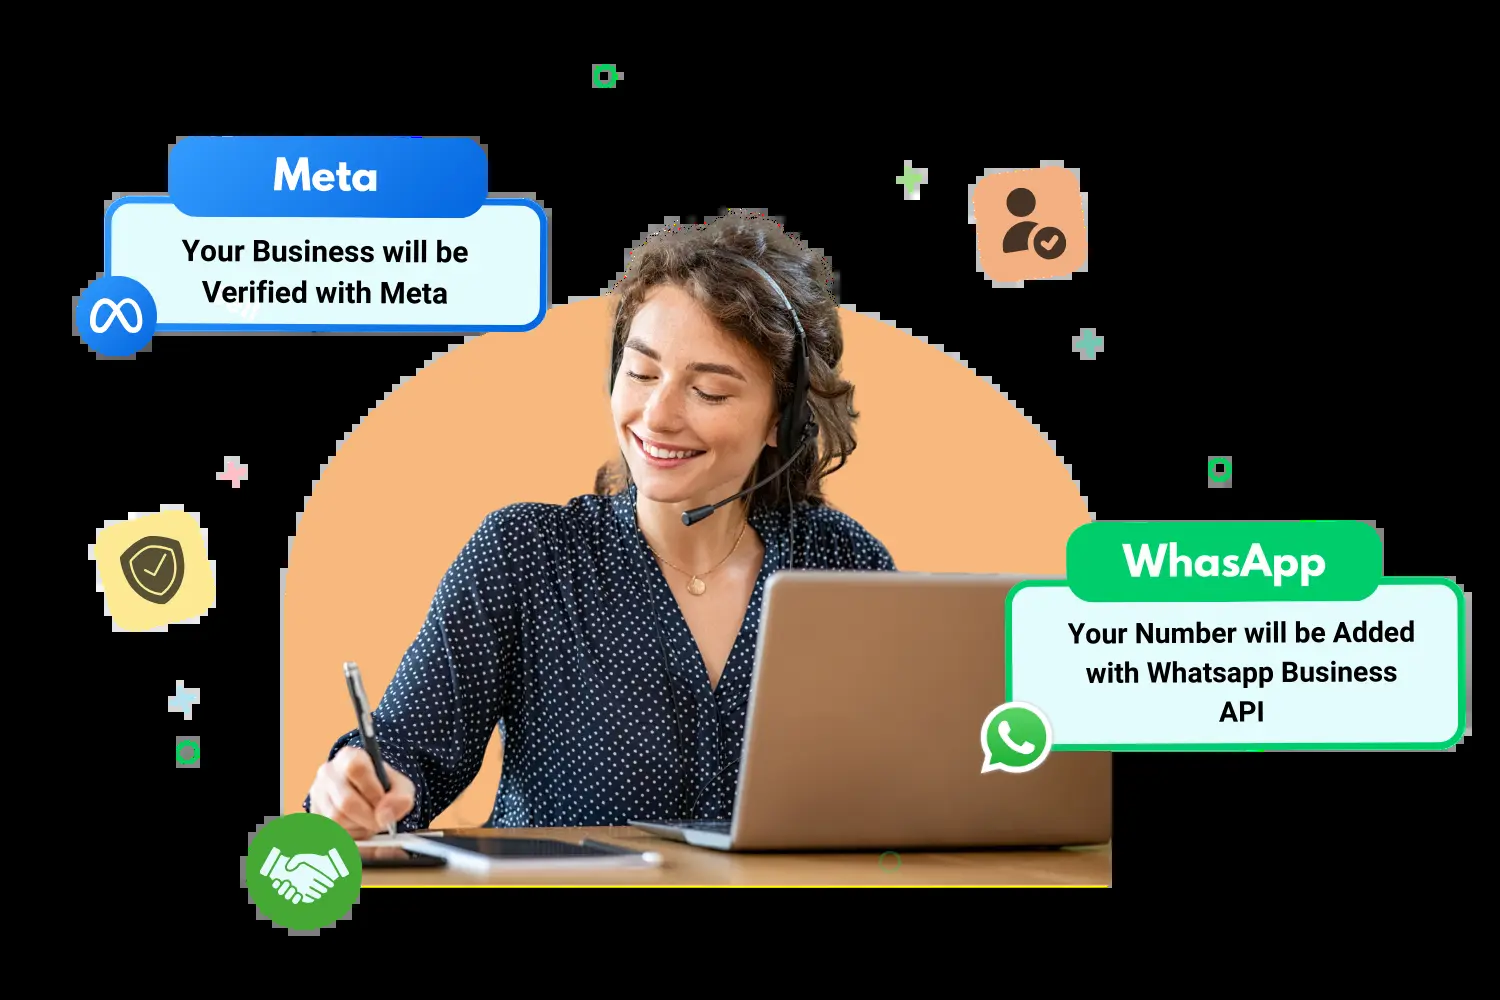 Meta
Your Business will be
Verified with Meta
WhasApp
Your Number will be Added
with Whatsapp Business
API